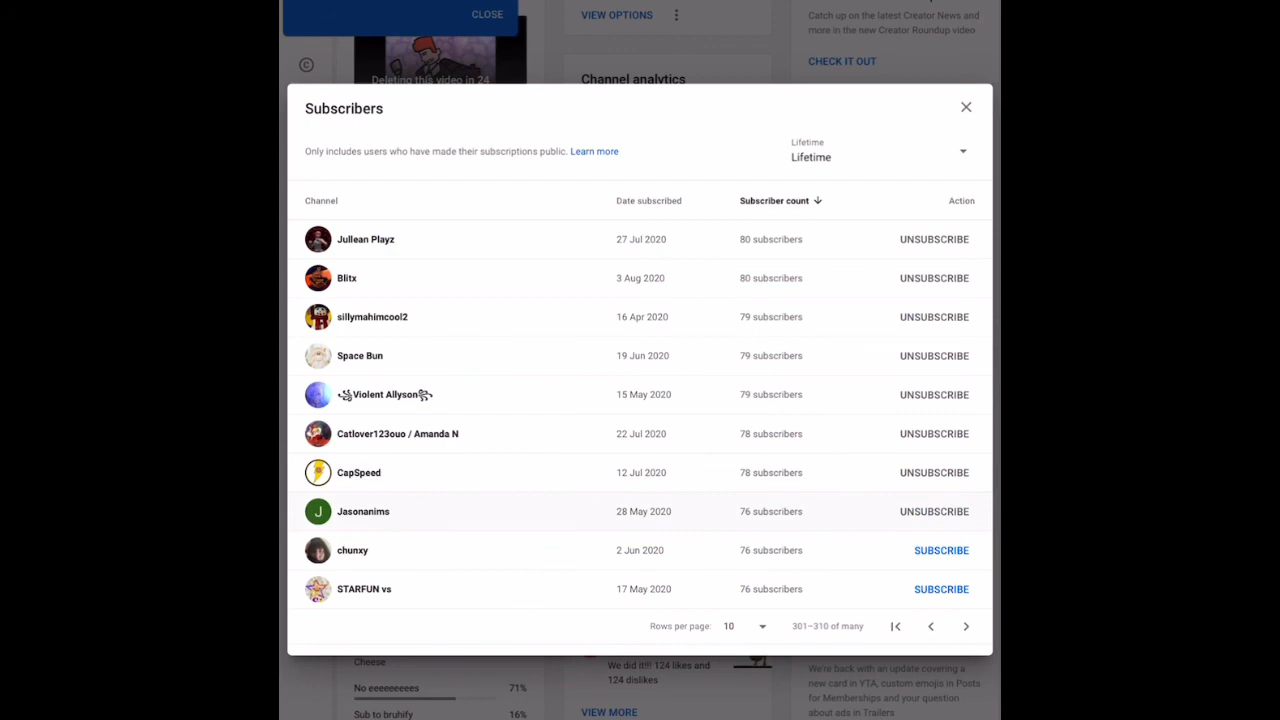 CLOSE
VIEW OPTIONS
Catch up on the latest Creator News and
more in the new Creator Roundup video
CHECK IT OUT
Deleting this video in 24
Channel analytics
Subscribers
Only includes users who have made their subscriptions public. Learn more
Lifetime
Lifetime
Channel Date subscribed Subscriber count Action
Jullean Playz 27 Jul 2020 80 subscribers UNSUBSCRIBE
Blitx 3 Aug 2020 80 subscribers UNSUBSCRIBE
sillymahimcool2 16 Apr 2020 79 subscribers UNSUBSCRIBE
Space Bun 19 Jun 2020 79 subscribers UNSUBSCRIBE
꧁Violent Allyson꧂ 15 May 2020 79 subscribers UNSUBSCRIBE
Catlover123ouo / Amanda N 22 Jul 2020 78 subscribers UNSUBSCRIBE
CapSpeed 12 Jul 2020 78 subscribers UNSUBSCRIBE
J Jasonanims 28 May 2020 76 subscribers UNSUBSCRIBE
chunxy 2 Jun 2020 76 subscribers SUBSCRIBE
STARFUN vs 17 May 2020 76 subscribers SUBSCRIBE
Rows per page: 10 301–310 of many
Cheese
No eeeeeeeees 71%
Sub to bruhify 16%
We did it!!! 124 likes and
124 dislikes
VIEW MORE
We're back with an update covering a
new card in YTA, custom emojis in Posts
for Memberships and your question
about ads in Trailers